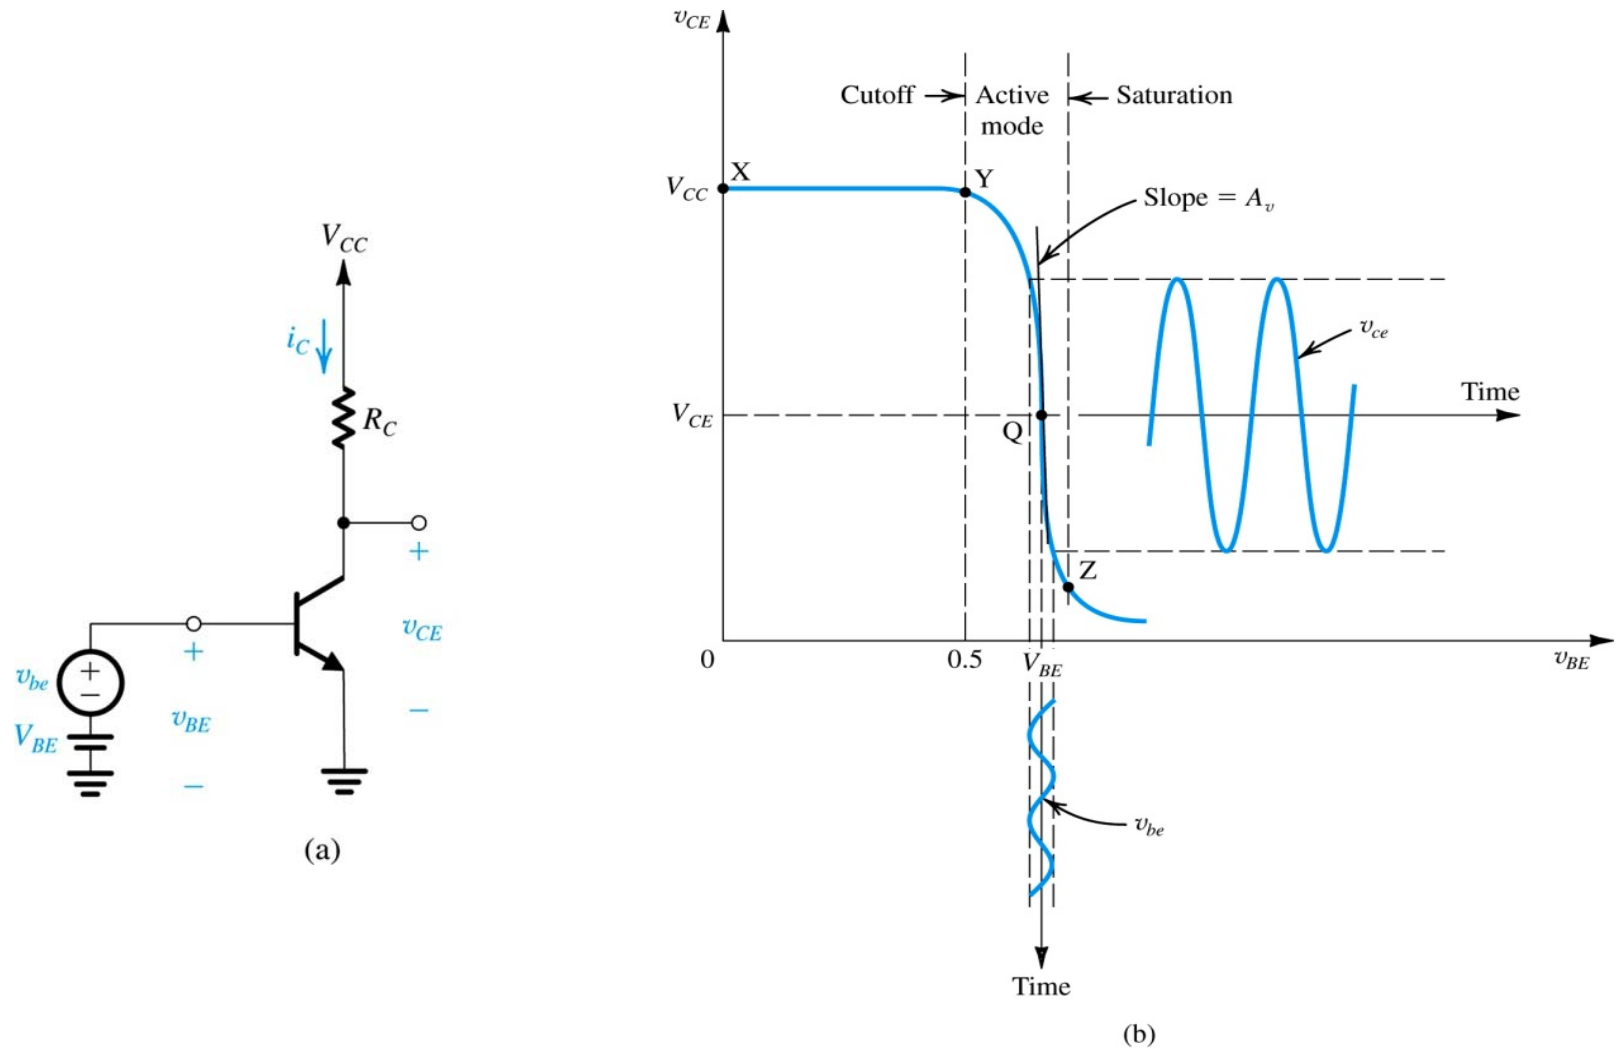 V_CC
i_C
R_C
+
v_CE
−
+
v_BE
−
v_be
+
−
V_BE
(a)
v_CE
Cutoff
Active
mode
Saturation
V_CC
X
Y
Slope = A_v
v_ce
Time
V_CE
Q
Z
0
0.5
V_BE
v_BE
v_be
Time
(b)